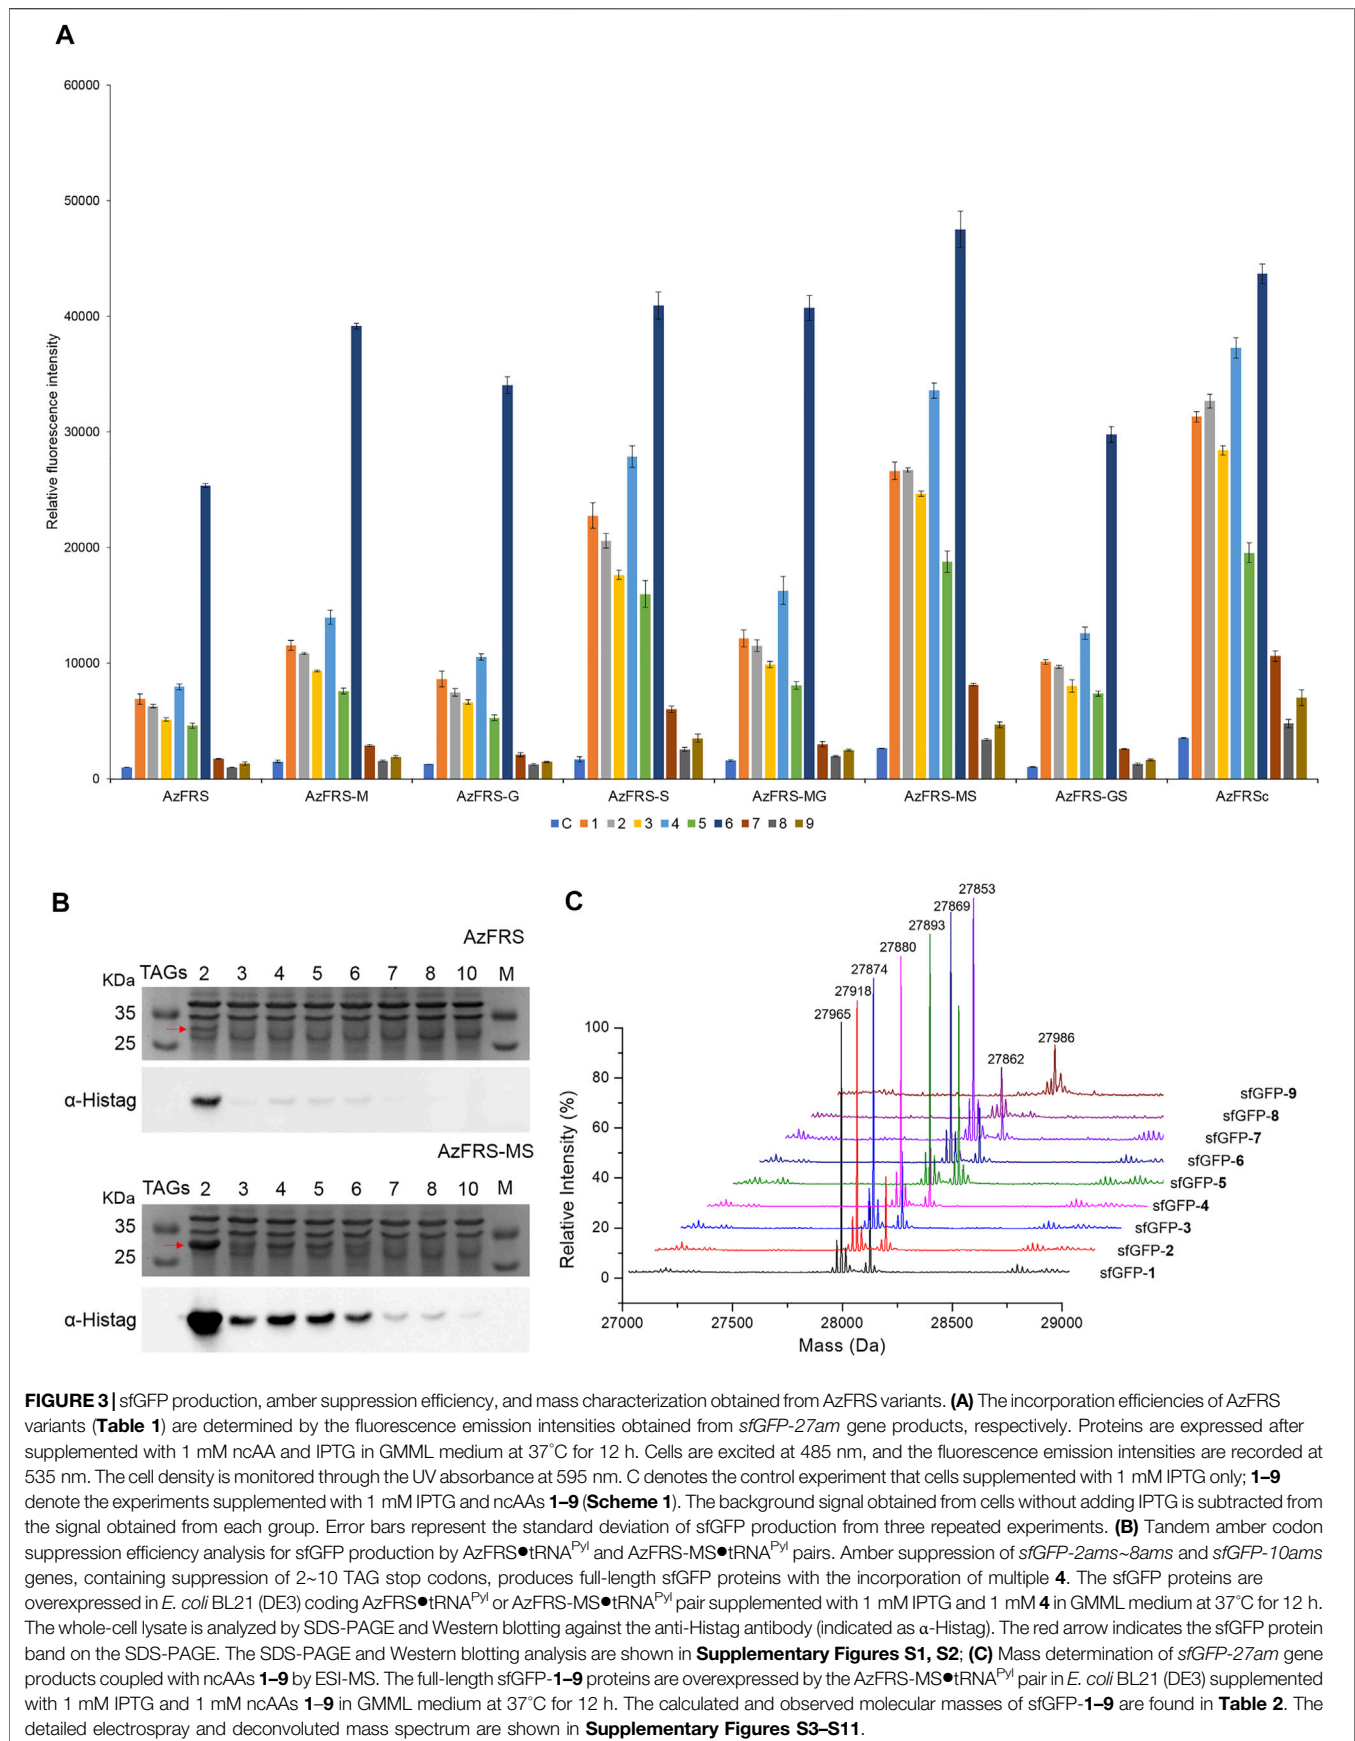 A
60000
50000
40000
30000
20000
10000
0
Relative fluorescence intensity
AzFRS AzFRS-M AzFRS-G AzFRS-S AzFRS-MG AzFRS-MS AzFRS-GS AzFRSc
C 1 2 3 4 5 6 7 8 9
B
AzFRS
KDa TAGs 2 3 4 5 6 7 8 10 M
35
25
α-Histag
AzFRS-MS
KDa TAGs 2 3 4 5 6 7 8 10 M
35
25
α-Histag
C
27853
27869
27893
27880
27874
27918
27965
27862
27986
100
80
60
40
20
0
Relative Intensity (%)
sfGFP-9
sfGFP-8
sfGFP-7
sfGFP-6
sfGFP-5
sfGFP-4
sfGFP-3
sfGFP-2
sfGFP-1
27000 27500 28000 28500 29000
Mass (Da)
FIGURE 3 | sfGFP production, amber suppression efficiency, and mass characterization obtained from AzFRS variants. (A) The incorporation efficiencies of AzFRS
variants (Table 1) are determined by the fluorescence emission intensities obtained from sfGFP-27am gene products, respectively. Proteins are expressed after
supplemented with 1 mM ncAA and IPTG in GMML medium at 37°C for 12 h. Cells are excited at 485 nm, and the fluorescence emission intensities are recorded at
535 nm. The cell density is monitored through the UV absorbance at 595 nm. C denotes the control experiment that cells supplemented with 1 mM IPTG only; 1–9
denote the experiments supplemented with 1 mM IPTG and ncAAs 1–9 (Scheme 1). The background signal obtained from cells without adding IPTG is subtracted from
the signal obtained from each group. Error bars represent the standard deviation of sfGFP production from three repeated experiments. (B) Tandem amber codon
suppression efficiency analysis for sfGFP production by AzFRS●tRNAPyl and AzFRS-MS●tRNAPyl pairs. Amber suppression of sfGFP-2ams~8ams and sfGFP-10ams
genes, containing suppression of 2~10 TAG stop codons, produces full-length sfGFP proteins with the incorporation of multiple 4. The sfGFP proteins are
overexpressed in E. coli BL21 (DE3) coding AzFRS●tRNAPyl or AzFRS-MS●tRNAPyl pair supplemented with 1 mM IPTG and 1 mM 4 in GMML medium at 37°C for 12 h.
The whole-cell lysate is analyzed by SDS-PAGE and Western blotting against the anti-Histag antibody (indicated as α-Histag). The red arrow indicates the sfGFP protein
band on the SDS-PAGE. The SDS-PAGE and Western blotting analysis are shown in Supplementary Figures S1, S2; (C) Mass determination of sfGFP-27am gene
products coupled with ncAAs 1–9 by ESI-MS. The full-length sfGFP-1–9 proteins are overexpressed by the AzFRS-MS●tRNAPyl pair in E. coli BL21 (DE3) supplemented
with 1 mM IPTG and 1 mM ncAAs 1–9 in GMML medium at 37°C for 12 h. The calculated and observed molecular masses of sfGFP-1–9 are found in Table 2. The
detailed electrospray and deconvoluted mass spectrum are shown in Supplementary Figures S3–S11.